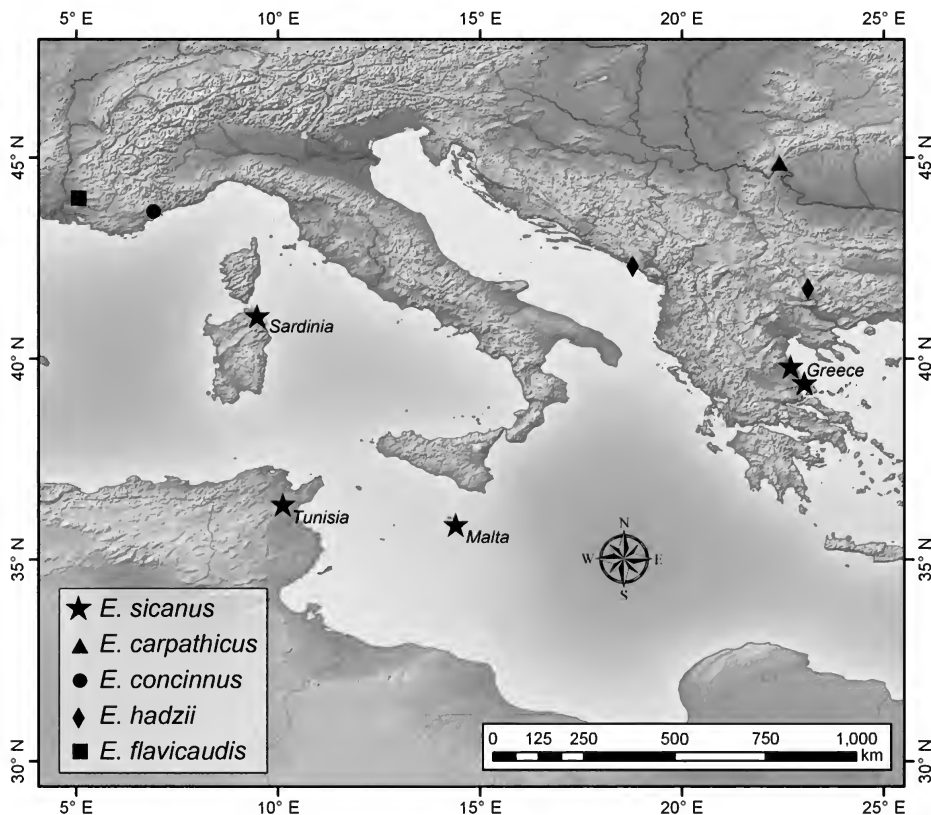 5° E 10° E 15° E 20° E 25° E
45° N 45° N
Sardinia
40° N 40° N
Greece
Tunisia
Malta
N
W E
S
35° N 35° N
E. sicanus
E. carpathicus
E. concinnus
E. hadzii
E. flavicaudis
0 125 250 500 750 1,000
km
30° N 30° N
5° E 10° E 15° E 20° E 25° E